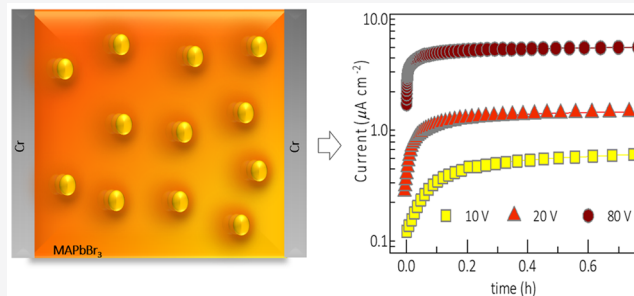 Cr
MAPbBr₃
Cr
Current (μA cm⁻²)
10.0
1.0
0.1
10 V
20 V
80 V
0.0
0.2
0.4
0.6
time (h)